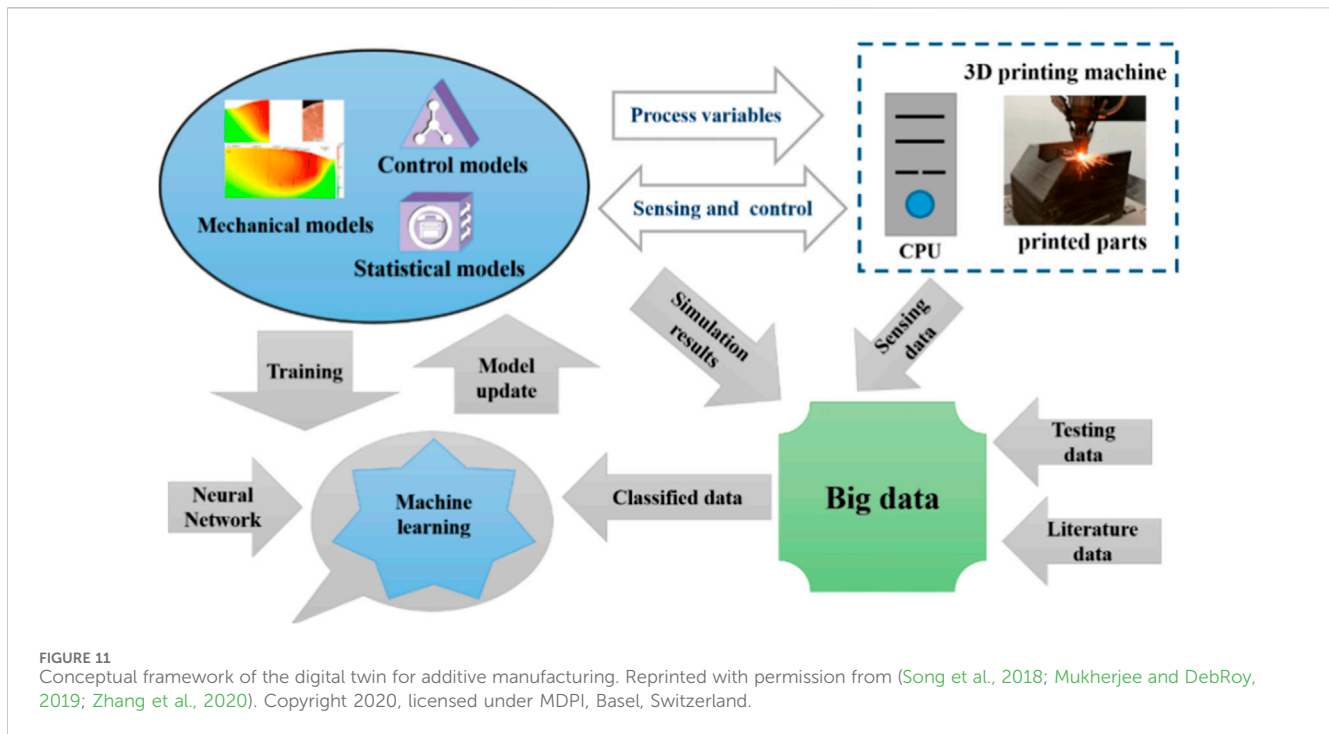 3D printing machine
Process variables
Control models
Mechanical models
Sensing and control
Statistical models
CPU
printed parts
Simulation
results
Sensing
data
Training
Model
update
Testing
data
Neural
Network
Machine
learning
Classified data
Big data
Literature
data
FIGURE 11
Conceptual framework of the digital twin for additive manufacturing. Reprinted with permission from (Song et al., 2018; Mukherjee and DebRoy,
2019; Zhang et al., 2020). Copyright 2020, licensed under MDPI, Basel, Switzerland.